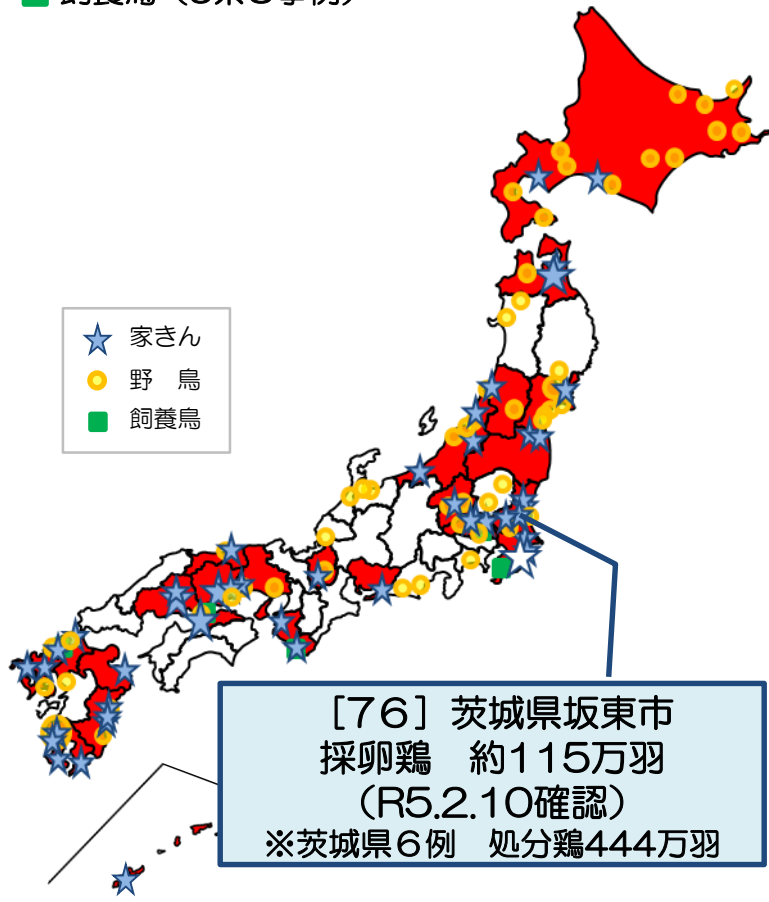 家きん
野　鳥
飼養鳥
［76］茨城県坂東市
採卵鶏　約115万羽
（R5.2.10確認）
※茨城県６例　処分鶏444万羽